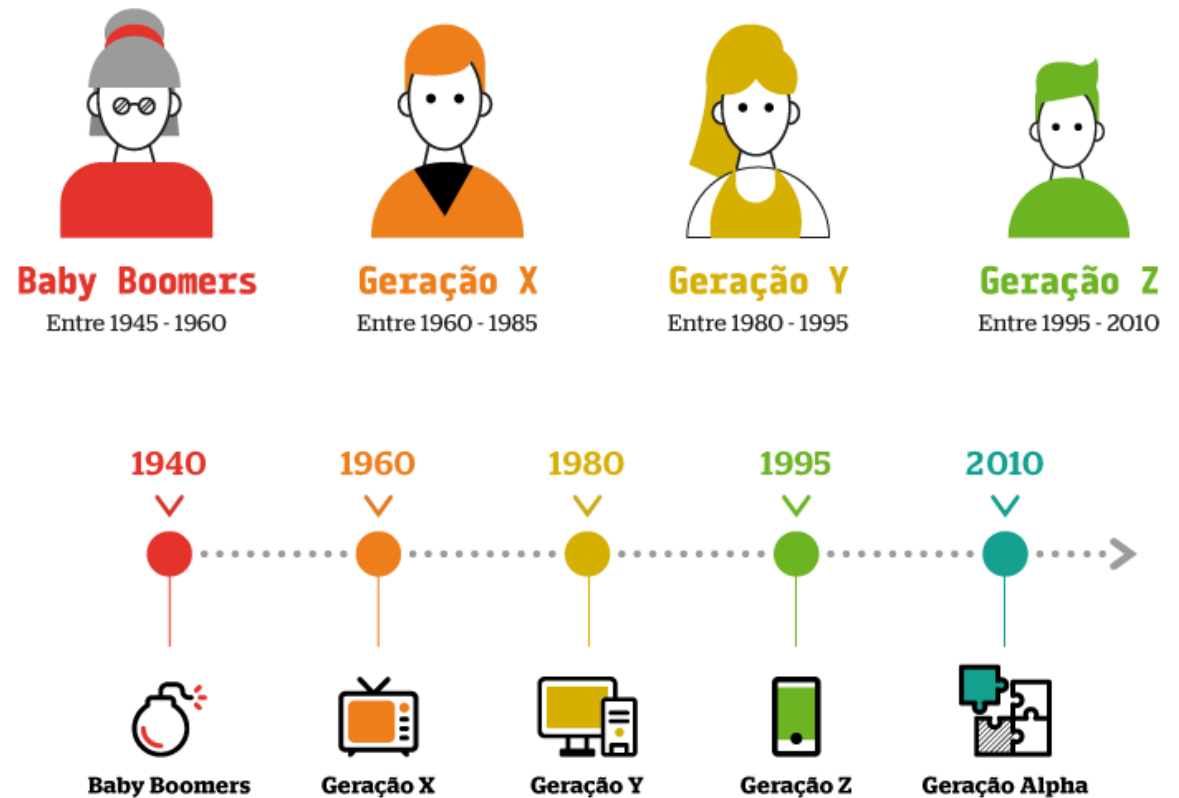 Baby Boomers
Entre 1945 - 1960
Geração X
Entre 1960 - 1985
Geração Y
Entre 1980 - 1995
Geração Z
Entre 1995 - 2010
1940
1960
1980
1995
2010
Baby Boomers
Geração X
Geração Y
Geração Z
Geração Alpha